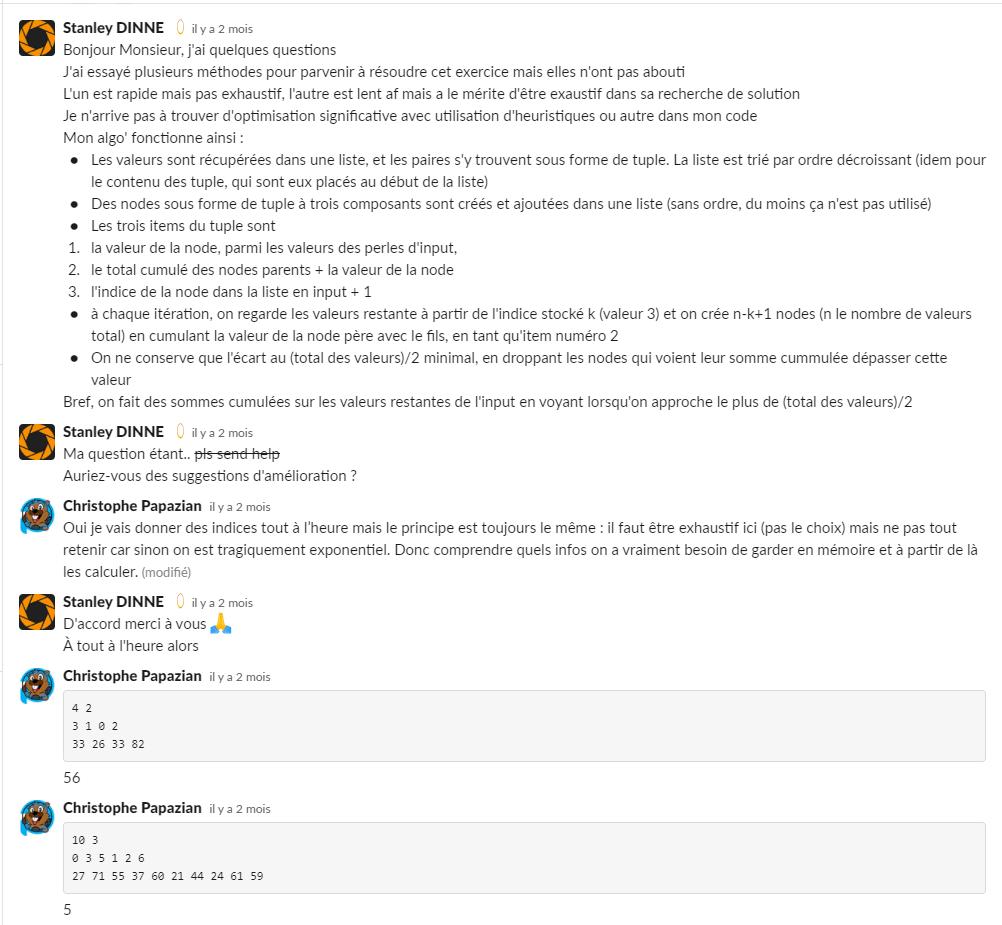 Stanley DINNE il y a 2 mois
Bonjour Monsieur, j'ai quelques questions
J'ai essayé plusieurs méthodes pour parvenir à résoudre cet exercice mais elles n'ont pas abouti
L'un est rapide mais pas exhaustif, l'autre est lent af mais a le mérite d'être exaustif dans sa recherche de solution
Je n'arrive pas à trouver d'optimisation significative avec utilisation d'heuristiques ou autre dans mon code
Mon algo' fonctionne ainsi :
● Les valeurs sont récupérées dans une liste, et les paires s'y trouvent sous forme de tuple. La liste est trié par ordre décroissant (idem pour
le contenu des tuple, qui sont eux placés au début de la liste)
● Des nodes sous forme de tuple à trois composants sont créés et ajoutées dans une liste (sans ordre, du moins ça n'est pas utilisé)
● Les trois items du tuple sont
1. la valeur de la node, parmi les valeurs des perles d'input,
2. le total cumulé des nodes parents + la valeur de la node
3. l'indice de la node dans la liste en input + 1
● à chaque itération, on regarde les valeurs restante à partir de l'indice stocké k (valeur 3) et on crée n-k+1 nodes (n le nombre de valeurs
total) en cumulant la valeur de la node père avec le fils, en tant qu'item numéro 2
● On ne conserve que l'écart au (total des valeurs)/2 minimal, en droppant les nodes qui voient leur somme cummulée dépasser cette
valeur
Bref, on fait des sommes cumulées sur les valeurs restantes de l'input en voyant lorsqu'on approche le plus de (total des valeurs)/2
Stanley DINNE il y a 2 mois
Ma question étant.. pls send help
Auriez-vous des suggestions d'amélioration ?
Christophe Papazian il y a 2 mois
Oui je vais donner des indices tout à l'heure mais le principe est toujours le même : il faut être exhaustif ici (pas le choix) mais ne pas tout
retenir car sinon on est tragiquement exponentiel. Donc comprendre quels infos on a vraiment besoin de garder en mémoire et à partir de là
les calculer. (modifié)
Stanley DINNE il y a 2 mois
D'accord merci à vous 🙏
À tout à l'heure alors
Christophe Papazian il y a 2 mois
4 2
3 1 0 2
33 26 33 82
56
Christophe Papazian il y a 2 mois
10 3
0 3 5 1 2 6
27 71 55 37 60 21 44 24 61 59
5